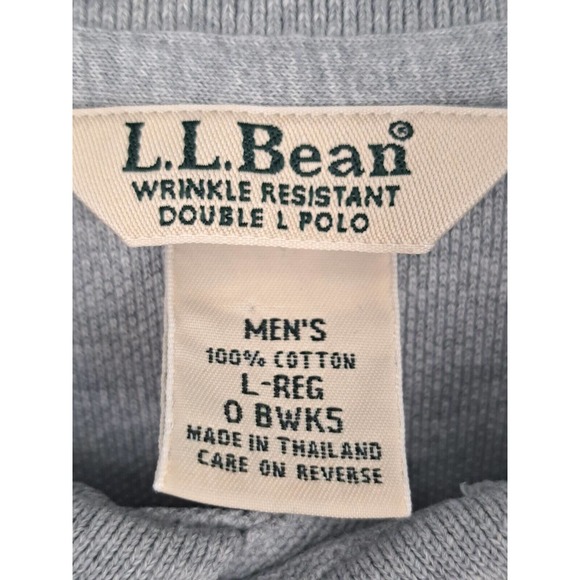 L.L.Bean®
WRINKLE RESISTANT
DOUBLE L POLO
MEN'S
100% COTTON
L-REG
0 BWK5
MADE IN THAILAND
CARE ON REVERSE